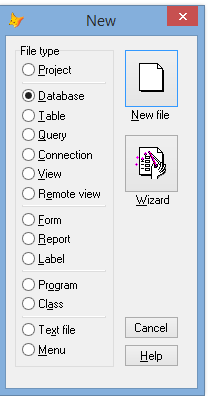 New
File type
Project
Database
Table
Query
Connection
View
Remote view
Form
Report
Label
Program
Class
Text file
Menu
New file
Wizard
Cancel
Help